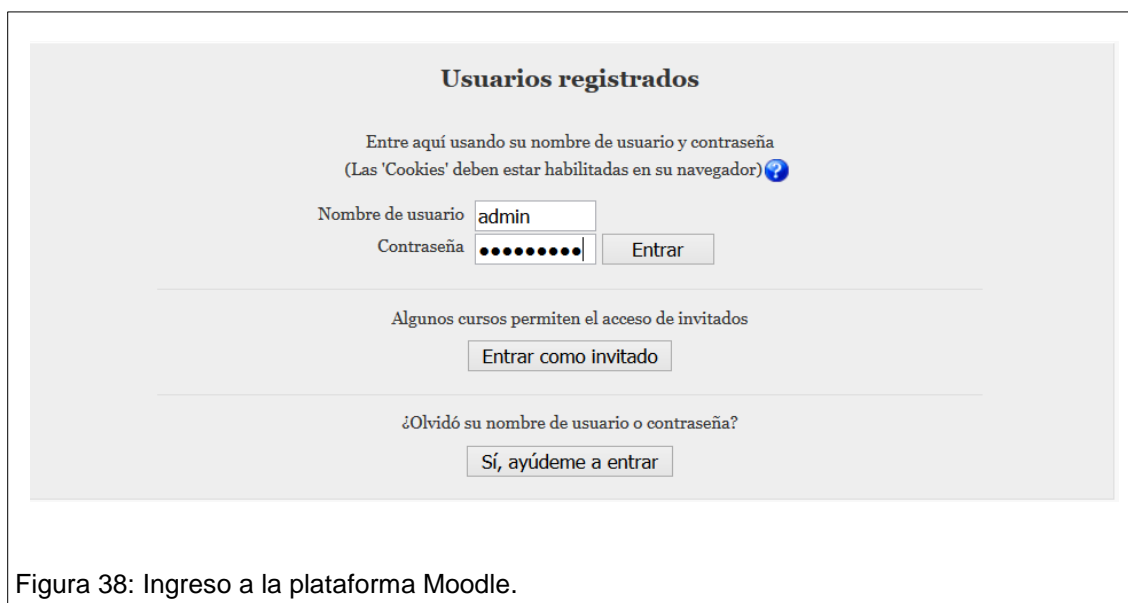 Usuarios registrados
Entre aquí usando su nombre de usuario y contraseña
(Las 'Cookies' deben estar habilitadas en su navegador)
Nombre de usuario admin
Contraseña ●●●●●●●●● Entrar
Algunos cursos permiten el acceso de invitados
Entrar como invitado
¿Olvidó su nombre de usuario o contraseña?
Sí, ayúdeme a entrar
Figura 38: Ingreso a la plataforma Moodle.